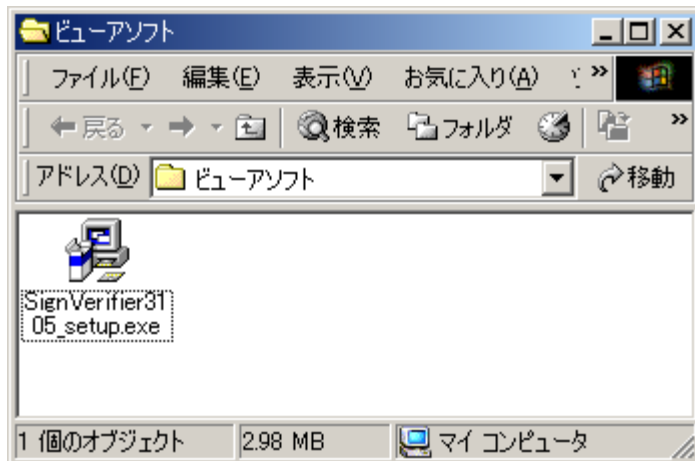 ビューアソフト
ファイル(F) 編集(E) 表示(V) お気に入り(A) »
戻る 検索 フォルダ »
アドレス(D) ビューアソフト 移動
SignVerifier31
05_setup.exe
1 個のオブジェクト 2.98 MB マイ コンピュータ